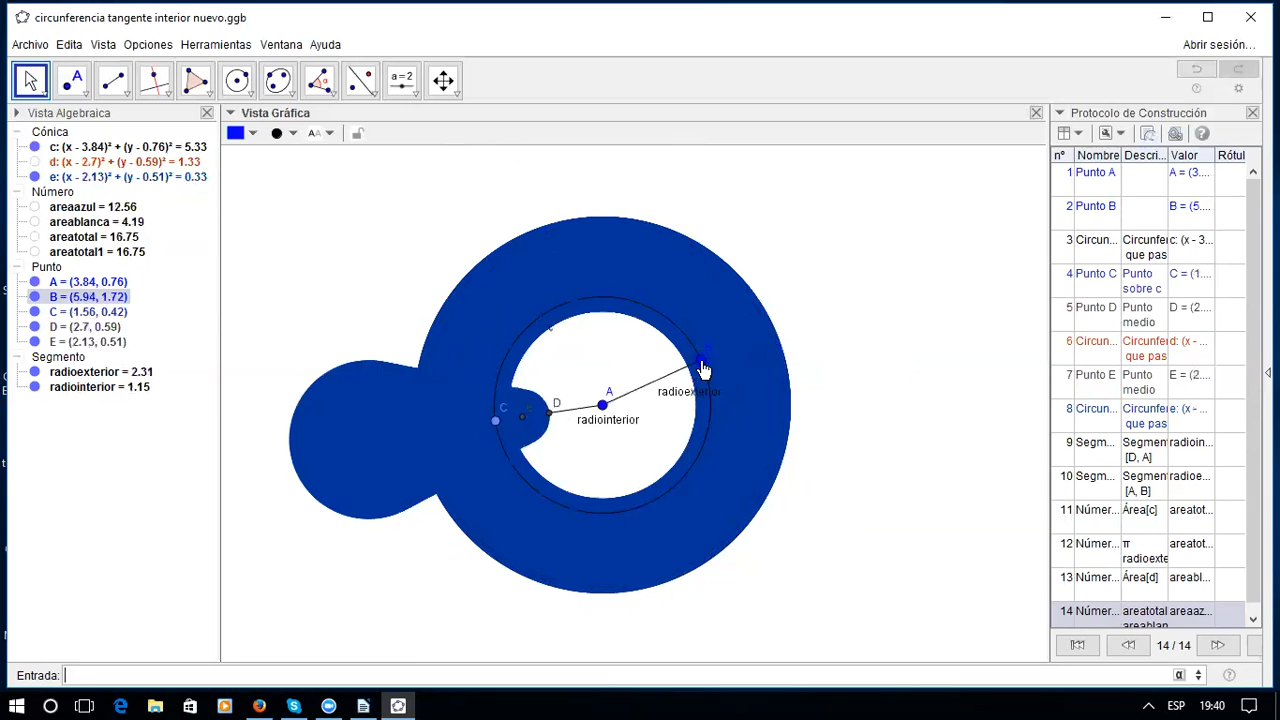 circunferencia tangente interior nuevo.ggb
Archivo Edita Vista Opciones Herramientas Ventana Ayuda
Abrir sesión...
A
α
a=2
Vista Algebraica
Vista Gráfica
Protocolo de Construcción
AA
Cónica
c: (x - 3.84)² + (y - 0.76)² = 5.33
d: (x - 2.7)² + (y - 0.59)² = 1.33
e: (x - 2.13)² + (y - 0.51)² = 0.33
Número
areaazul = 12.56
areablanca = 4.19
areatotal = 16.75
areatotal1 = 16.75
Punto
A = (3.84, 0.76)
B = (5.94, 1.72)
C = (1.56, 0.42)
D = (2.7, 0.59)
E = (2.13, 0.51)
Segmento
radioexterior = 2.31
radiointerior = 1.15
A
radioexterior
C
D
radiointerior
nº Nombre Descri... Valor Rótul
1 Punto A A = (3....
2 Punto B B = (5....
3 Circun... Circunfer c: (x - 3...
que pas
4 Punto C Punto C = (1....
sobre c
5 Punto D Punto D = (2....
medio
6 Circun... Circunfer d: (x - ...
que pas
7 Punto E Punto E = (2....
medio
8 Circun... Circunfer e: (x - ...
que pas
9 Segm... Segment radioin...
[D, A]
10 Segm... Segment radioe...
[A, B]
11 Númer... Área[c] areatot...
12 Númer... π areatot...
radioexte
13 Númer... Área[d] areabl...
14 Númer... areatotal areaaz...
areablan
14 / 14
Entrada:
α
ESP 19:40